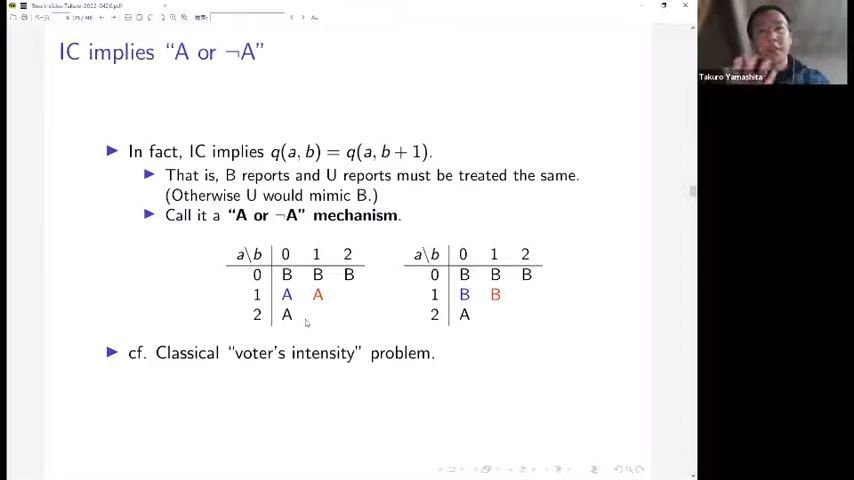 IC implies “A or ¬A”
Takuro Yamashita
▶ In fact, IC implies q(a, b) = q(a, b + 1).
▶ That is, B reports and U reports must be treated the same.
(Otherwise U would mimic B.)
▶ Call it a “A or ¬A” mechanism.
a\b 0 1 2 a\b 0 1 2
0 B B B 0 B B B
1 A A 1 B B
2 A 2 A
▶ cf. Classical “voter’s intensity” problem.